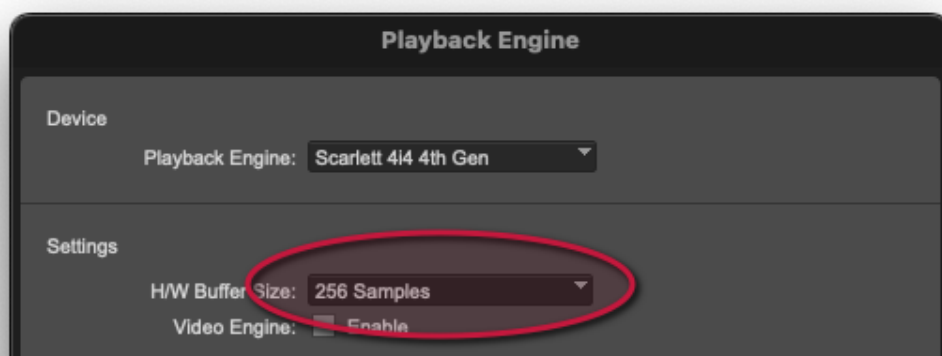 Playback Engine
Device
Playback Engine: Scarlett 4i4 4th Gen
Settings
H/W Buffer Size: 256 Samples
Video Engine: Enable